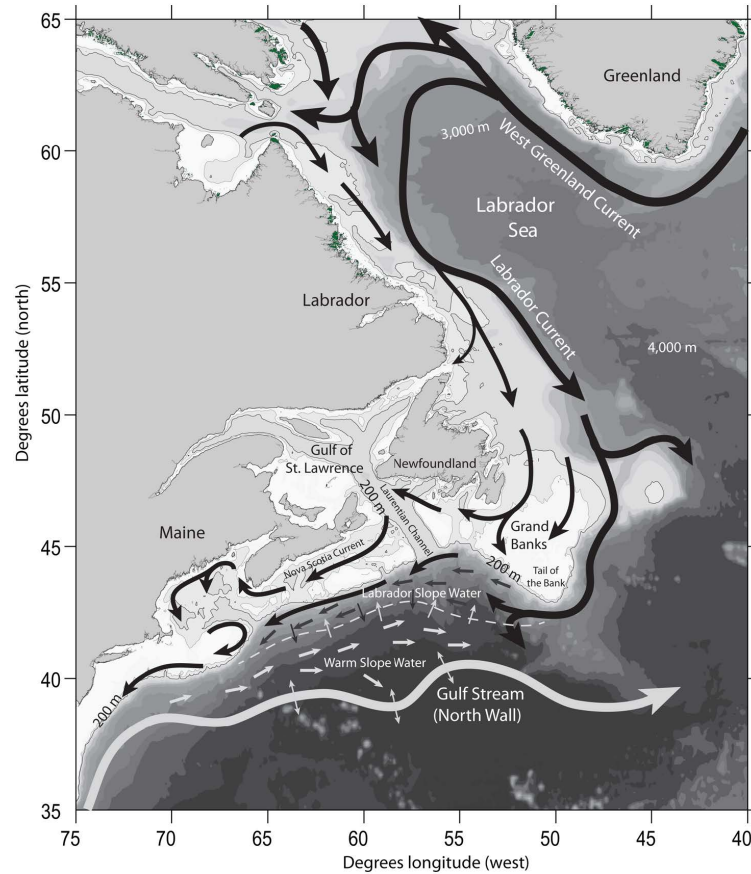 65
60
55
50
45
40
35
Degrees latitude (north)
75
70
65
60
55
50
45
40
Degrees longitude (west)
Greenland
3,000 m
West Greenland Current
Labrador
Sea
Labrador
Labrador Current
4,000 m
Gulf of
St. Lawrence
Newfoundland
200 m
Laurentian Channel
Grand
Banks
Maine
Nova Scotia Current
200 m
Tail of
the Bank
Labrador Slope Water
Warm Slope Water
Gulf Stream
(North Wall)
200 m